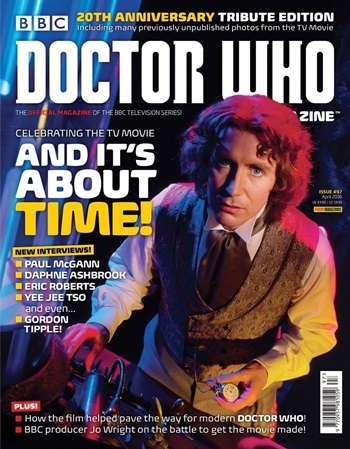 BBC
20TH ANNIVERSARY TRIBUTE EDITION
Including many previously unpublished photos from the TV Movie
DOCTOR WHO
THE OFFICIAL MAGAZINE OF THE BBC TELEVISION SERIES!
AZINE™
CELEBRATING THE TV MOVIE
AND IT'S
ABOUT
TIME!
ISSUE 497
April 2016
NEW INTERVIEWS!
PAUL McGANN
DAPHNE ASHBROOK
ERIC ROBERTS
YEE JEE TSO
and even...
GORDON
TIPPLE!
PLUS!
How the film helped pave the way for modern DOCTOR WHO!
BBC producer Jo Wright on the battle to get the movie made!